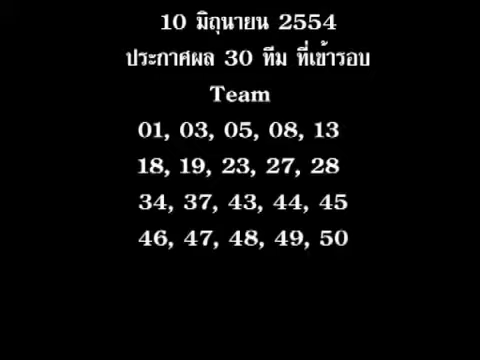 10 มิถุนายน 2554
ประกาศผล 30 ทีม ที่เข้ารอบ
Team
01, 03, 05, 08, 13
18, 19, 23, 27, 28
34, 37, 43, 44, 45
46, 47, 48, 49, 50